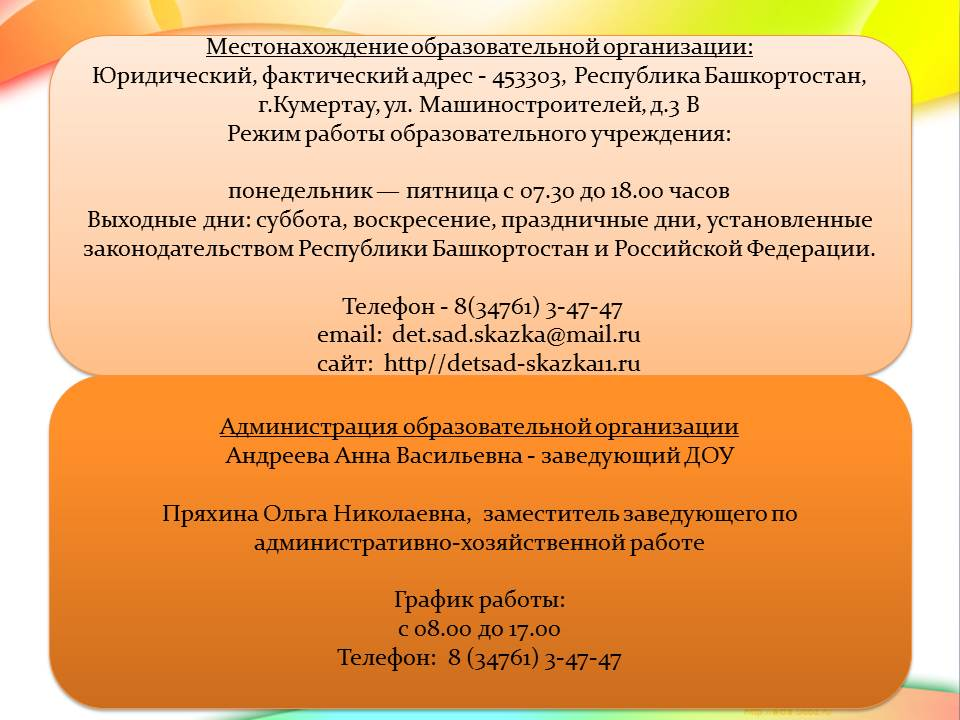 Местонахождение образовательной организации:
Юридический, фактический адрес - 453303, Республика Башкортостан,
г.Кумертау, ул. Машиностроителей, д.3 В
Режим работы образовательного учреждения:
понедельник — пятница с 07.30 до 18.00 часов
Выходные дни: суббота, воскресение, праздничные дни, установленные
законодательством Республики Башкортостан и Российской Федерации.
Телефон - 8(34761) 3-47-47
email: det.sad.skazka@mail.ru
сайт: http//detsad-skazka11.ru
Администрация образовательной организации
Андреева Анна Васильевна - заведующий ДОУ
Пряхина Ольга Николаевна, заместитель заведующего по
административно-хозяйственной работе
График работы:
с 08.00 до 17.00
Телефон: 8 (34761) 3-47-47